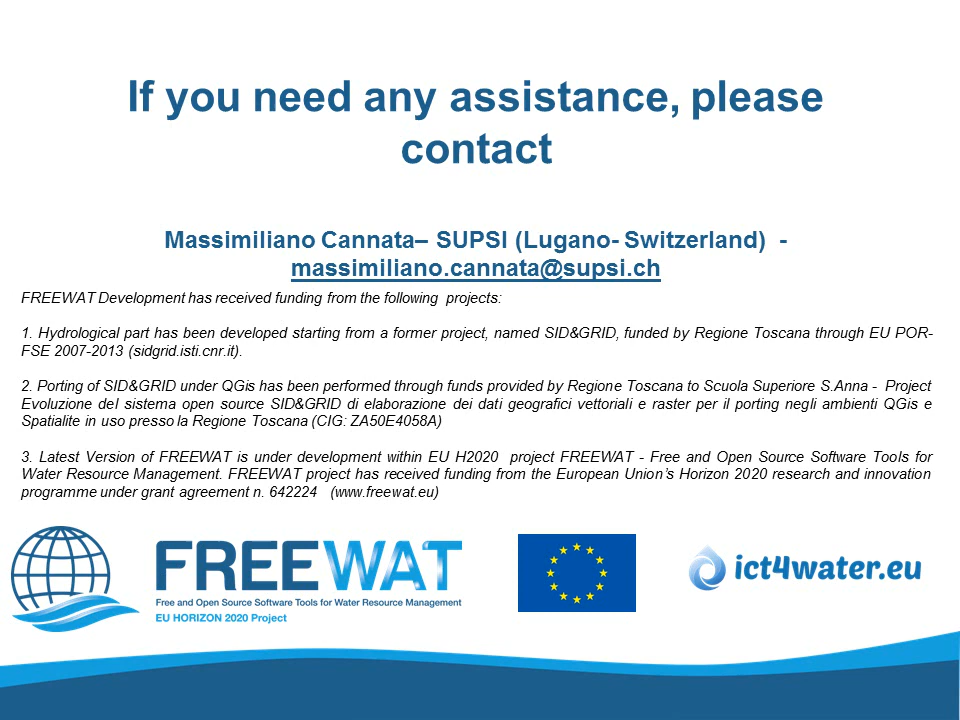 If you need any assistance, please
contact
Massimiliano Cannata– SUPSI (Lugano- Switzerland) -
massimiliano.cannata@supsi.ch
FREEWAT Development has received funding from the following projects:
1. Hydrological part has been developed starting from a former project, named SID&GRID, funded by Regione Toscana through EU POR-
FSE 2007-2013 (sidgrid.isti.cnr.it).
2. Porting of SID&GRID under QGis has been performed through funds provided by Regione Toscana to Scuola Superiore S.Anna - Project
Evoluzione del sistema open source SID&GRID di elaborazione dei dati geografici vettoriali e raster per il porting negli ambienti QGis e
Spatialite in uso presso la Regione Toscana (CIG: ZA50E4058A)
3. Latest Version of FREEWAT is under development within EU H2020 project FREEWAT - Free and Open Source Software Tools for
Water Resource Management. FREEWAT project has received funding from the European Union’s Horizon 2020 research and innovation
programme under grant agreement n. 642224 (www.freewat.eu)
FREEWAT
Free and Open Source Software Tools for Water Resource Management
EU HORIZON 2020 Project
ict4water.eu